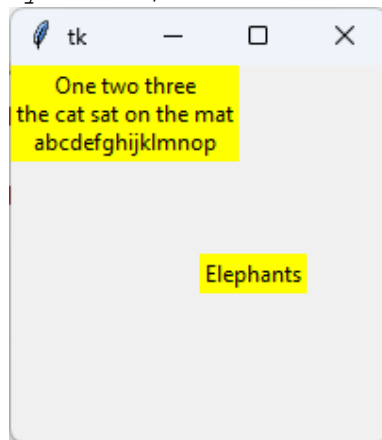 tk
One two three
the cat sat on the mat
abcdefghijklmnop
Elephants